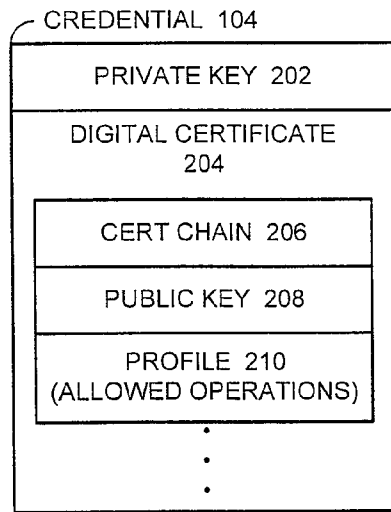 CREDENTIAL 104
PRIVATE KEY 202
DIGITAL CERTIFICATE
204
CERT CHAIN 206
PUBLIC KEY 208
PROFILE 210
(ALLOWED OPERATIONS)